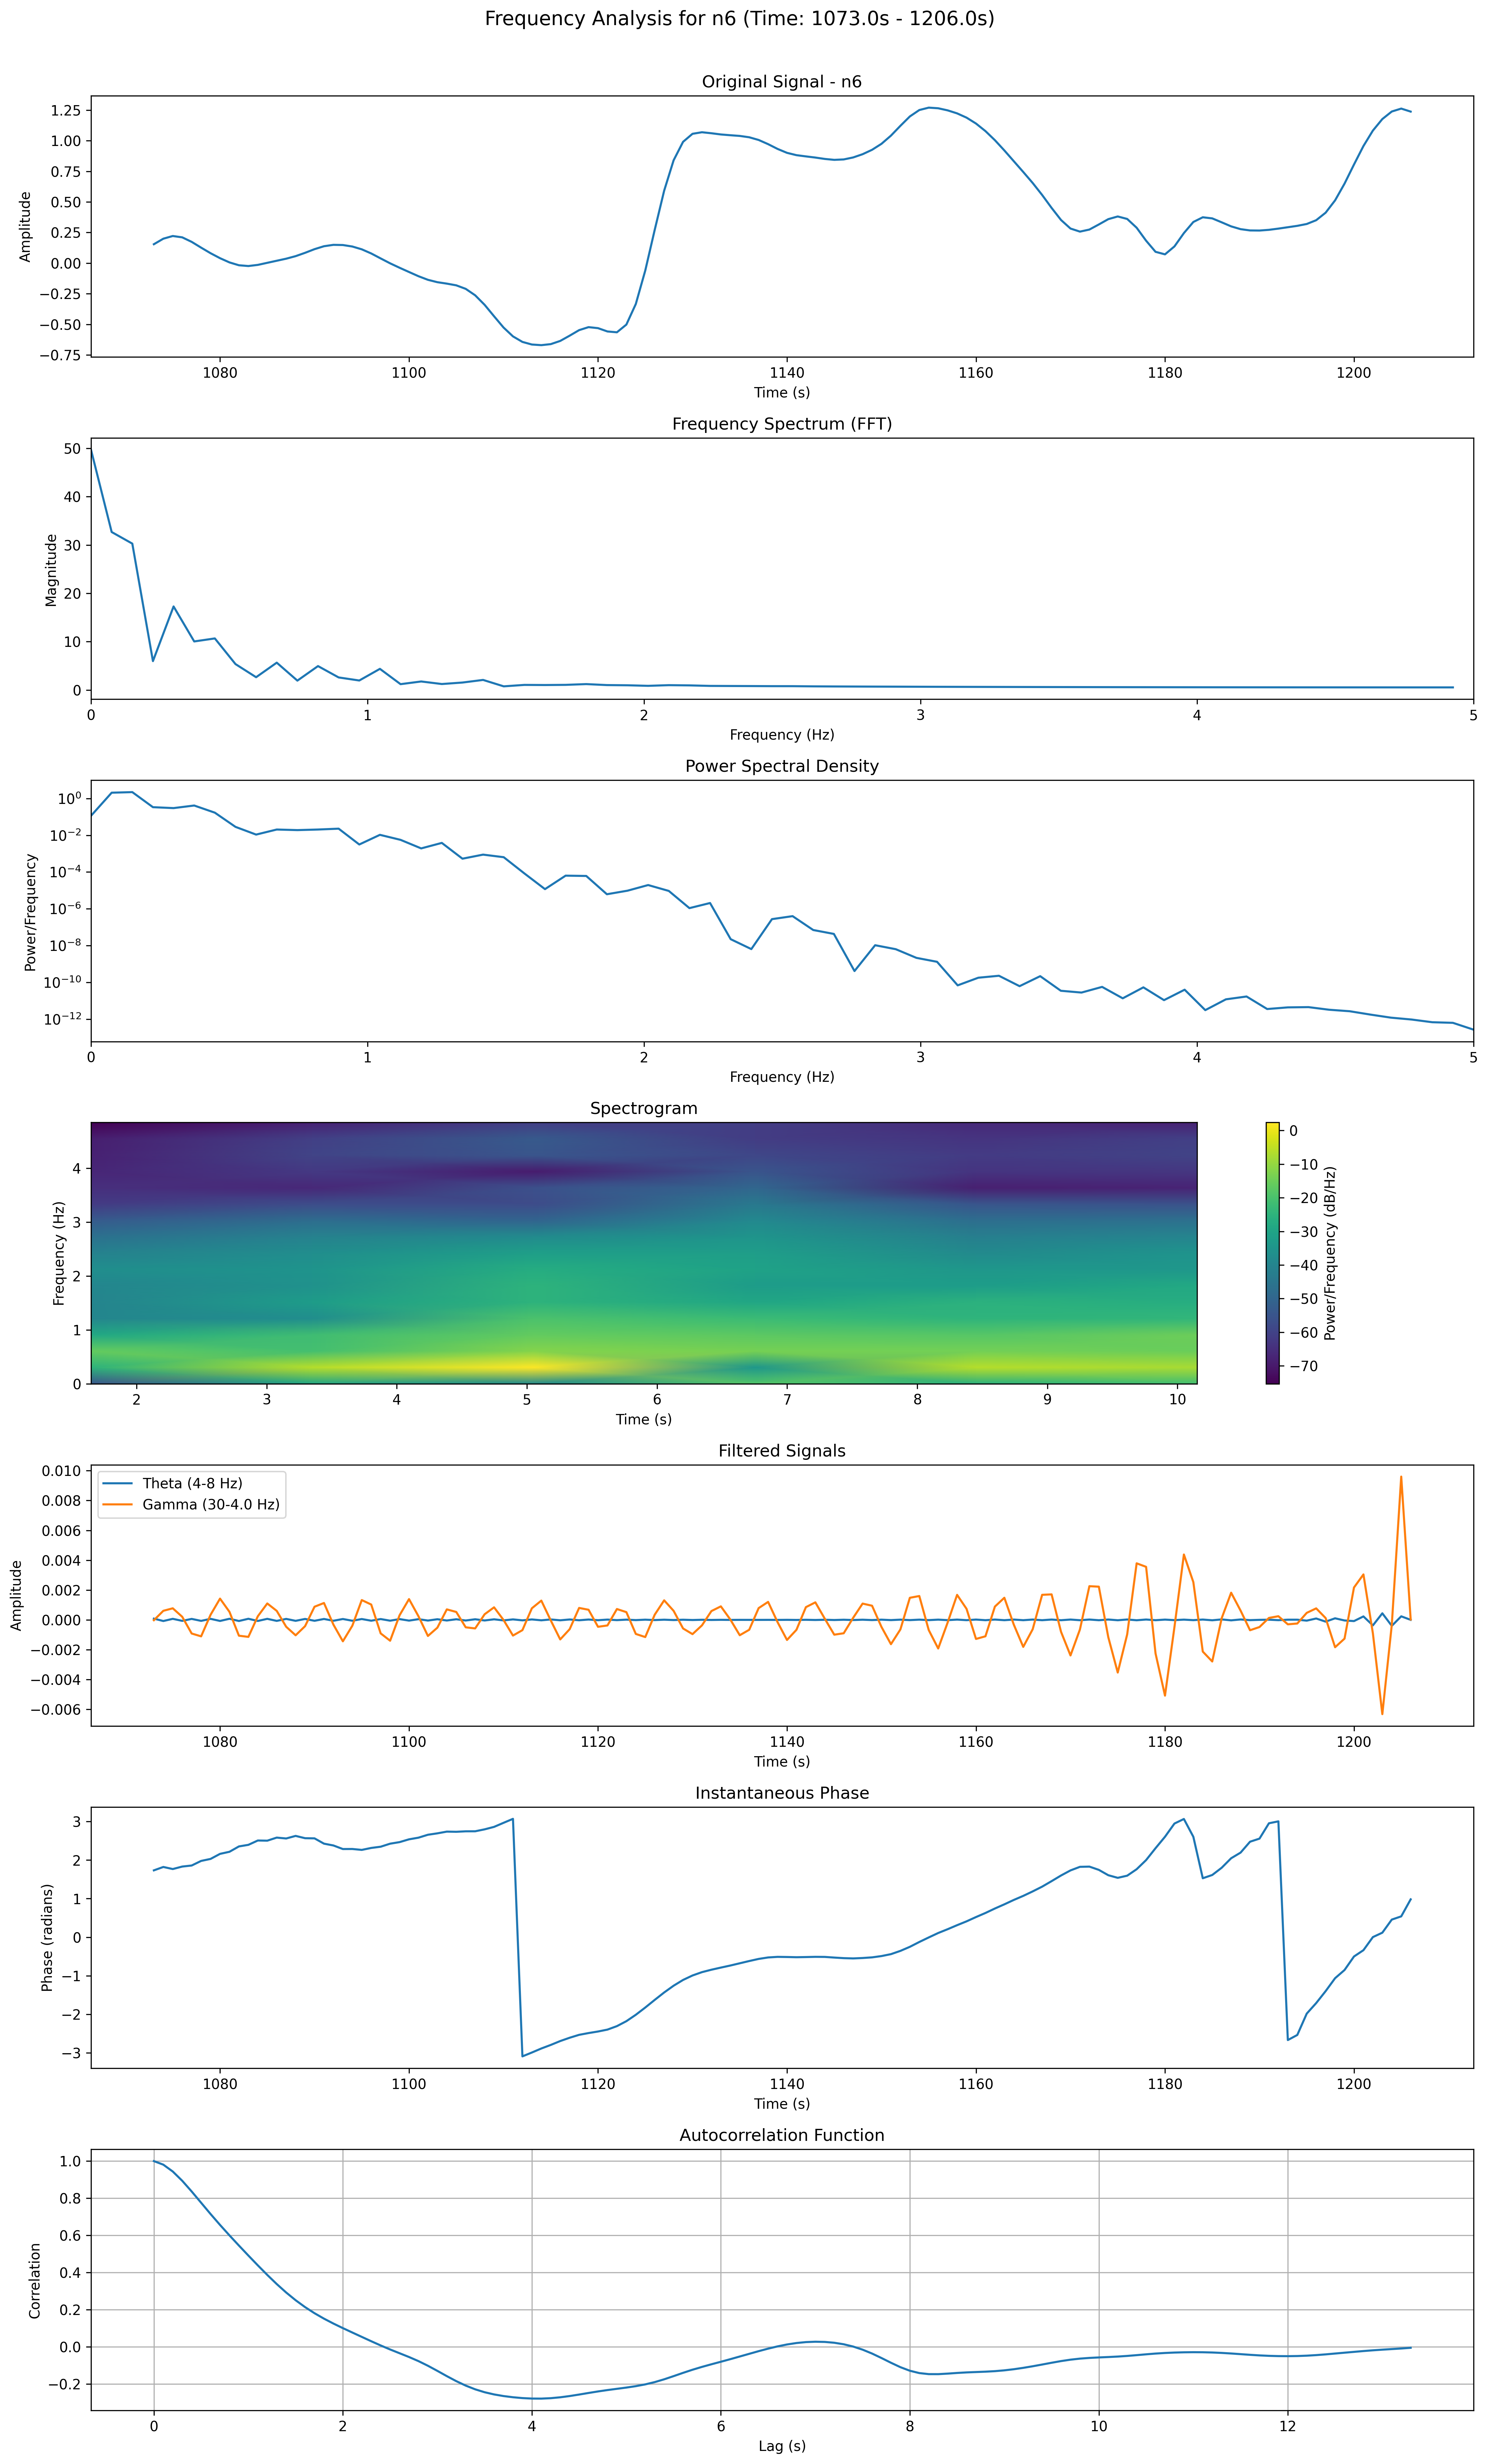 Frequency Analysis for n6 (Time: 1073.0s - 1206.0s)
Original Signal - n6
1.25
1.00
0.75
0.50
0.25
0.00
−0.25
−0.50
−0.75
Amplitude
1080 1100 1120 1140 1160 1180 1200
Time (s)
Frequency Spectrum (FFT)
50
40
30
20
10
0
Magnitude
0 1 2 3 4 5
Frequency (Hz)
Power Spectral Density
10⁰
10⁻²
10⁻⁴
10⁻⁶
10⁻⁸
10⁻¹⁰
10⁻¹²
Power/Frequency
0 1 2 3 4 5
Frequency (Hz)
Spectrogram
4
3
2
1
0
Frequency (Hz)
2 3 4 5 6 7 8 9 10
Time (s)
0
−10
−20
−30
−40
−50
−60
−70
Power/Frequency (dB/Hz)
Filtered Signals
Theta (4-8 Hz)
Gamma (30-4.0 Hz)
0.010
0.008
0.006
0.004
0.002
0.000
−0.002
−0.004
−0.006
Amplitude
1080 1100 1120 1140 1160 1180 1200
Time (s)
Instantaneous Phase
3
2
1
0
−1
−2
−3
Phase (radians)
1080 1100 1120 1140 1160 1180 1200
Time (s)
Autocorrelation Function
1.0
0.8
0.6
0.4
0.2
0.0
−0.2
Correlation
0 2 4 6 8 10 12
Lag (s)